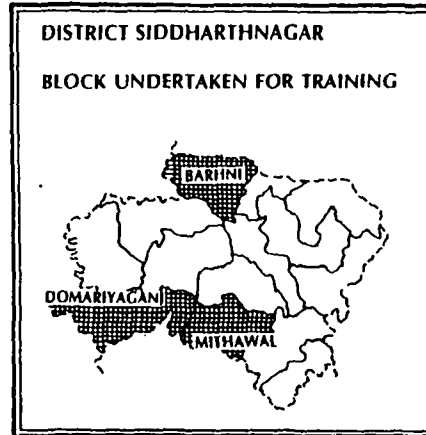 DISTRICT SIDDHARTHNAGAR
BLOCK UNDERTAKEN FOR TRAINING
BARHNI
DOMARIYAGANJ
MITHAWAL